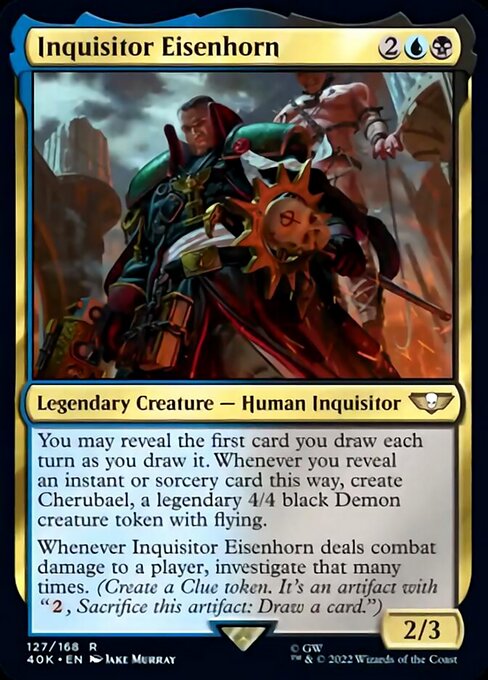 Inquisitor Eisenhorn 2
Legendary Creature — Human Inquisitor
You may reveal the first card you draw each
turn as you draw it. Whenever you reveal
an instant or sorcery card this way, create
Cherubael, a legendary 4/4 black Demon
creature token with flying.
Whenever Inquisitor Eisenhorn deals combat
damage to a player, investigate that many
times. (Create a Clue token. It's an artifact with
"2, Sacrifice this artifact: Draw a card.")
2/3
127/168 R
40K • EN Jake Murray
© GW
™ & © 2022 Wizards of the Coast